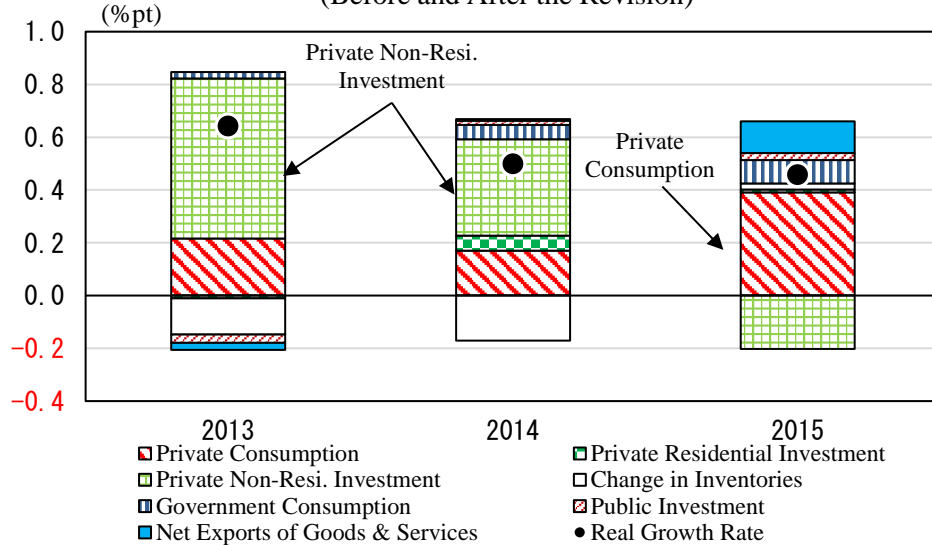 (Before and After the Revision)
(%pt)
1.0
0.8
0.6
0.4
0.2
0.0
-0.2
-0.4
Private Non-Resi.
Investment
Private
Consumption
2013
2014
2015
Private Consumption
Private Residential Investment
Private Non-Resi. Investment
Change in Inventories
Government Consumption
Public Investment
Net Exports of Goods & Services
Real Growth Rate